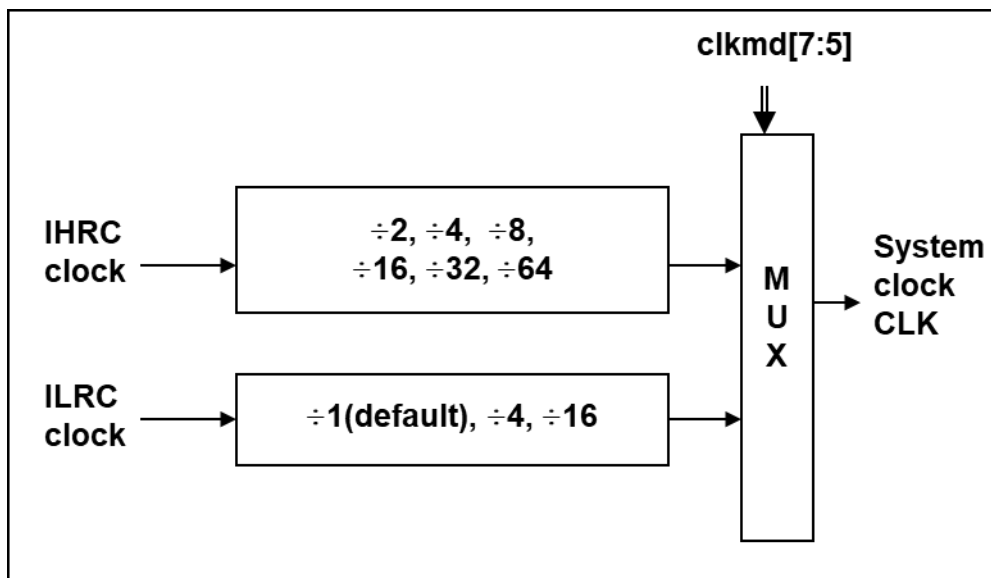 clkmd[7:5]
IHRC
clock
÷2, ÷4, ÷8,
÷16, ÷32, ÷64
M
U
X
System
clock
CLK
ILRC
clock
÷1(default), ÷4, ÷16